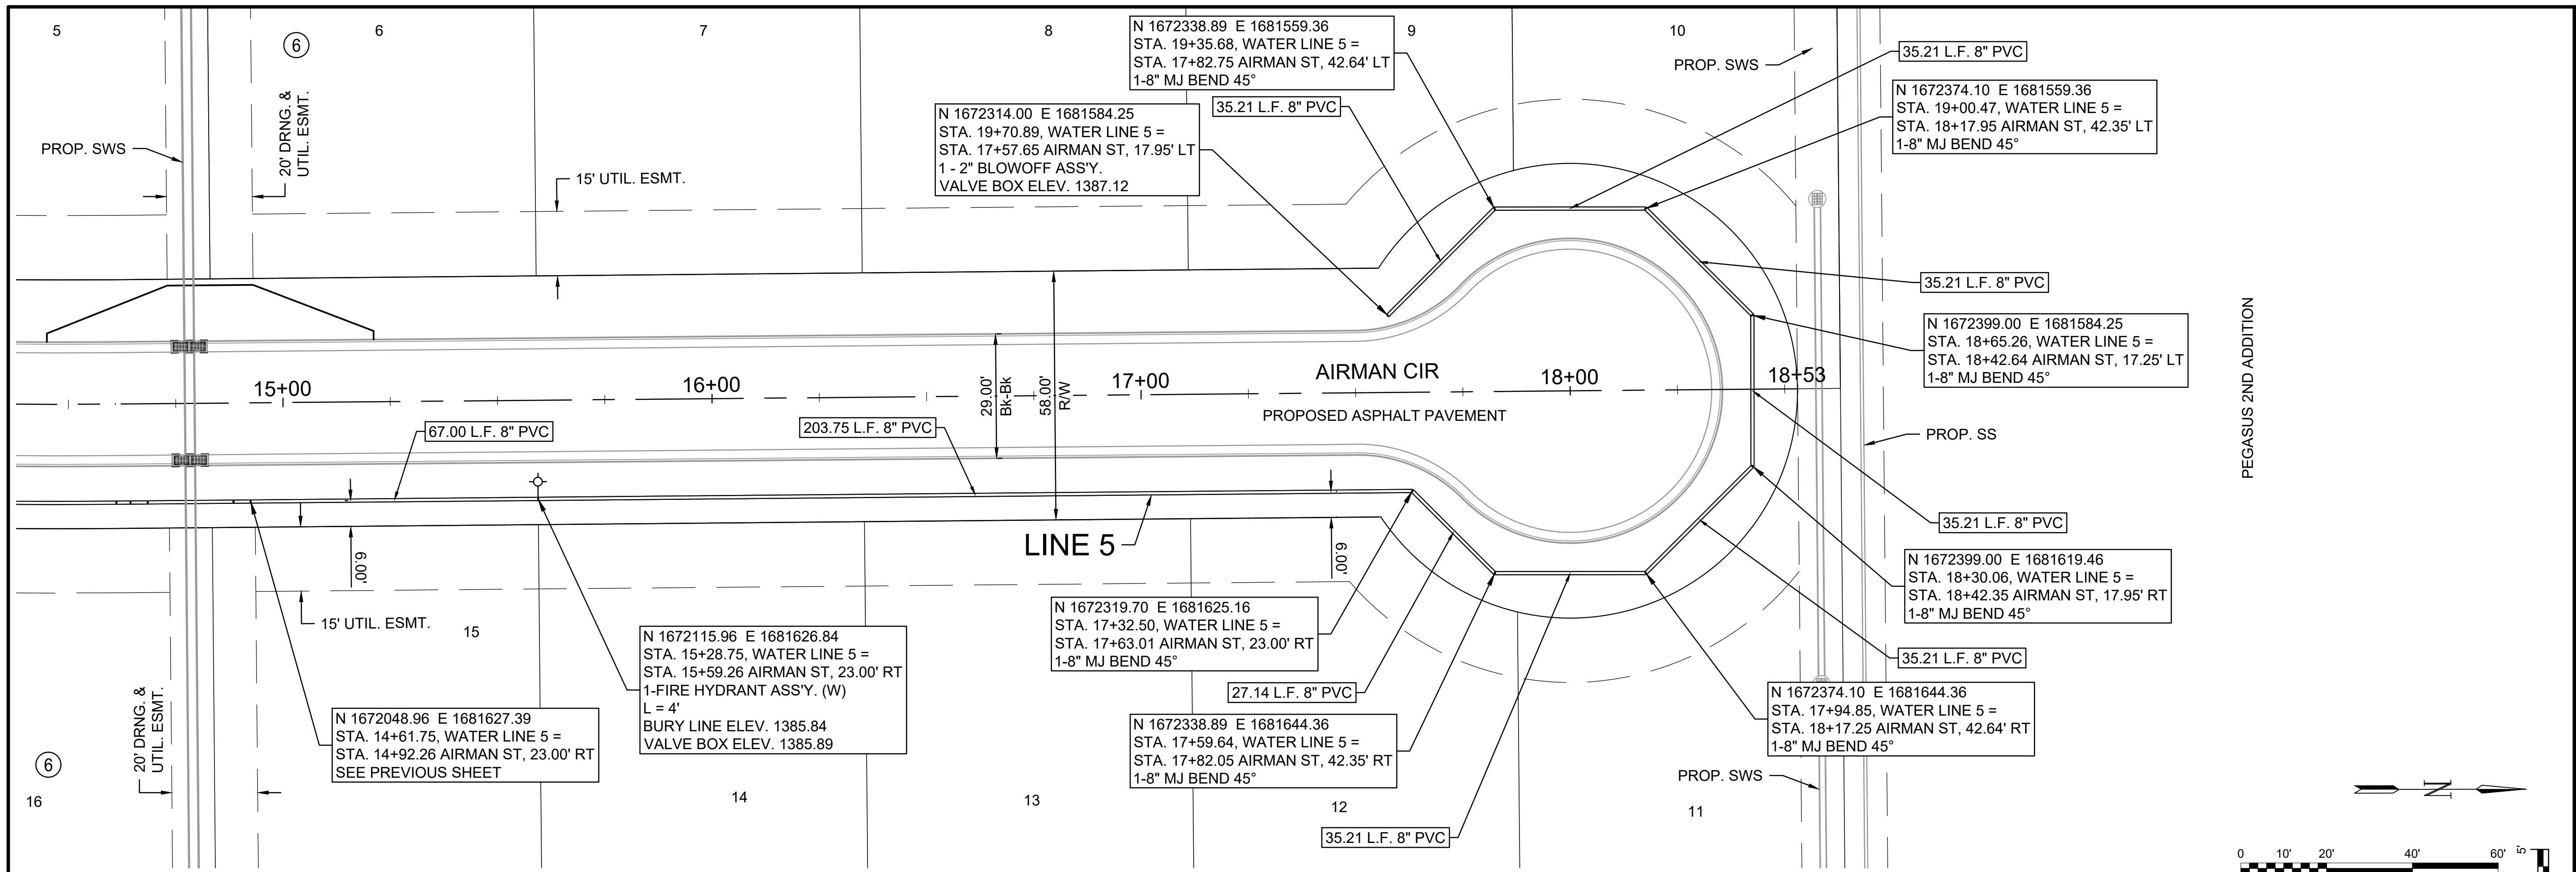 5
6
6
7
8
9
10
N 1672338.89 E 1681559.36
STA. 19+35.68, WATER LINE 5 =
STA. 17+82.75 AIRMAN ST, 42.64' LT
1-8" MJ BEND 45°
35.21 L.F. 8" PVC
PROP. SWS
35.21 L.F. 8" PVC
N 1672374.10 E 1681559.36
STA. 19+00.47, WATER LINE 5 =
STA. 18+17.95 AIRMAN ST, 42.35' LT
1-8" MJ BEND 45°
N 1672314.00 E 1681584.25
STA. 19+70.89, WATER LINE 5 =
STA. 17+57.65 AIRMAN ST, 17.95' LT
1 - 2" BLOWOFF ASS'Y.
VALVE BOX ELEV. 1387.12
PROP. SWS
20' DRNG. &
UTIL. ESMT.
15' UTIL. ESMT.
35.21 L.F. 8" PVC
N 1672399.00 E 1681584.25
STA. 18+65.26, WATER LINE 5 =
STA. 18+42.64 AIRMAN ST, 17.25' LT
1-8" MJ BEND 45°
PEGASUS 2ND ADDITION
15+00
16+00
29.00'
Bk-Bk
58.00'
R/W
17+00
AIRMAN CIR
18+00
18+53
PROPOSED ASPHALT PAVEMENT
67.00 L.F. 8" PVC
203.75 L.F. 8" PVC
PROP. SS
35.21 L.F. 8" PVC
LINE 5
6.00'
6.00'
N 1672399.00 E 1681619.46
STA. 18+30.06, WATER LINE 5 =
STA. 18+42.35 AIRMAN ST, 17.95' RT
1-8" MJ BEND 45°
15' UTIL. ESMT.
15
N 1672115.96 E 1681626.84
STA. 15+28.75, WATER LINE 5 =
STA. 15+59.26 AIRMAN ST, 23.00' RT
1-FIRE HYDRANT ASS'Y. (W)
L = 4'
BURY LINE ELEV. 1385.84
VALVE BOX ELEV. 1385.89
N 1672319.70 E 1681625.16
STA. 17+32.50, WATER LINE 5 =
STA. 17+63.01 AIRMAN ST, 23.00' RT
1-8" MJ BEND 45°
35.21 L.F. 8" PVC
27.14 L.F. 8" PVC
N 1672374.10 E 1681644.36
STA. 17+94.85, WATER LINE 5 =
STA. 18+17.25 AIRMAN ST, 42.64' RT
1-8" MJ BEND 45°
20' DRNG. &
UTIL. ESMT.
N 1672048.96 E 1681627.39
STA. 14+61.75, WATER LINE 5 =
STA. 14+92.26 AIRMAN ST, 23.00' RT
SEE PREVIOUS SHEET
N 1672338.89 E 1681644.36
STA. 17+59.64, WATER LINE 5 =
STA. 17+82.05 AIRMAN ST, 42.35' RT
1-8" MJ BEND 45°
PROP. SWS
6
16
14
13
12
11
35.21 L.F. 8" PVC
N
0 10' 20' 40' 60'
5'